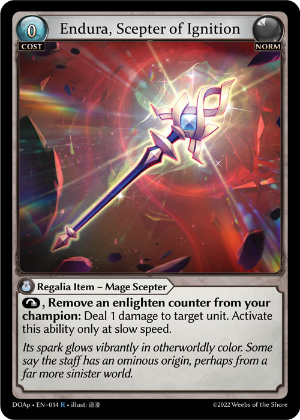 0 Endura, Scepter of Ignition
COST NORM
Regalia Item – Mage Scepter
, Remove an enlighten counter from your
champion: Deal 1 damage to target unit. Activate
this ability only at slow speed.
Its spark glows vibrantly in otherworldly color. Some
say the staff has an ominous origin, perhaps from a
far more sinister world.
DOAp • EN-014 R • illust: 
©2022 Weebs of the Shore